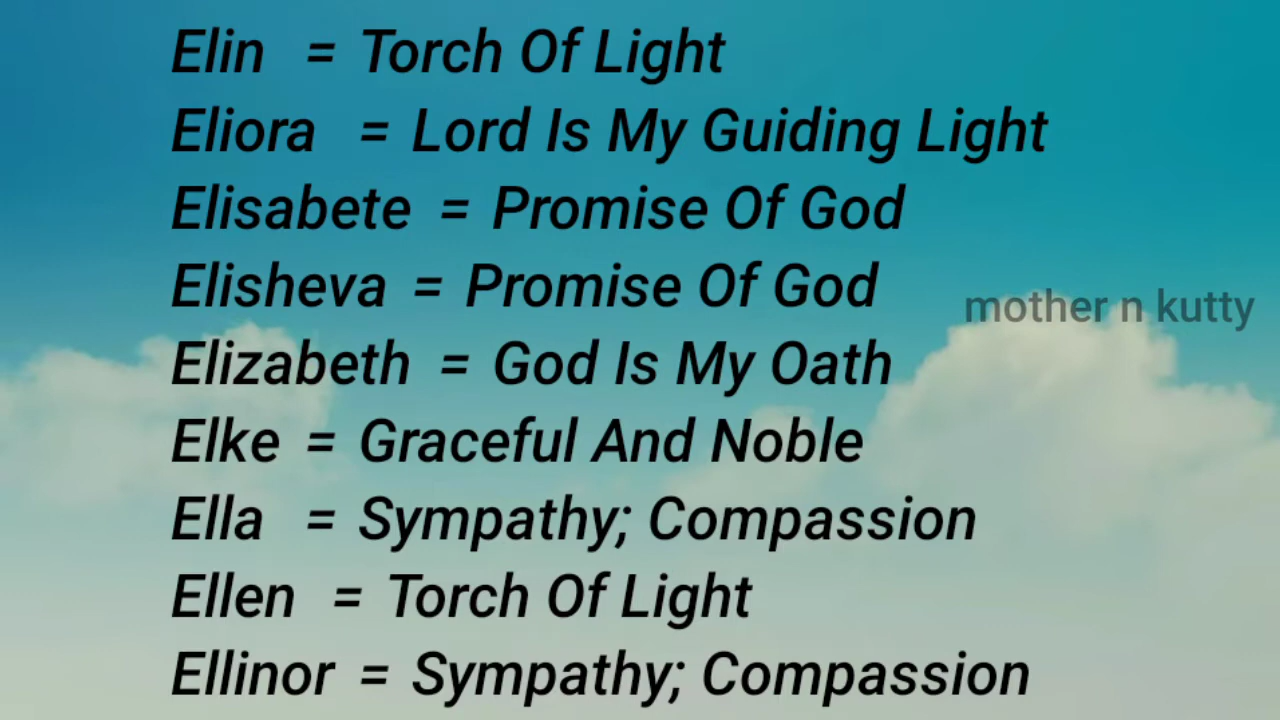 Elin = Torch Of Light
Eliora = Lord Is My Guiding Light
Elisabete = Promise Of God
Elisheva = Promise Of God
mother n kutty
Elizabeth = God Is My Oath
Elke = Graceful And Noble
Ella = Sympathy; Compassion
Ellen = Torch Of Light
Ellinor = Sympathy; Compassion